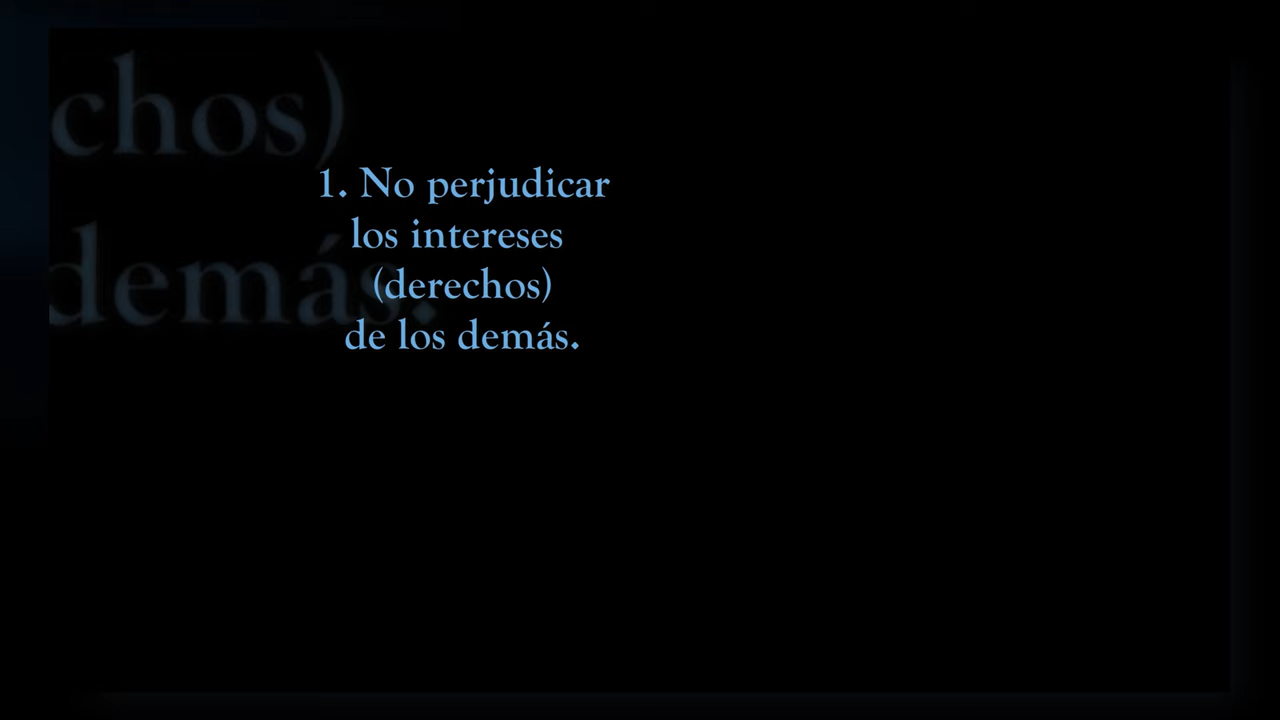 chos)
demás.
1. No perjudicar
los intereses
(derechos)
de los demás.